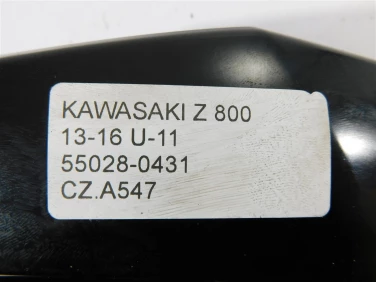 KAWASAKI Z 800
13-16 U-11
55028-0431
CZ.A547